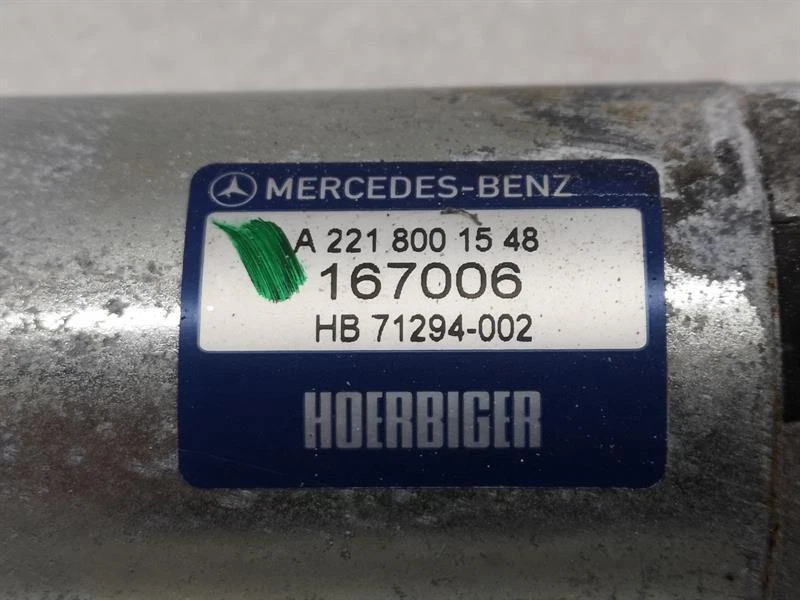 MERCEDES-BENZ
A 221 800 15 48
167006
HB 71294-002
HOERBIGER